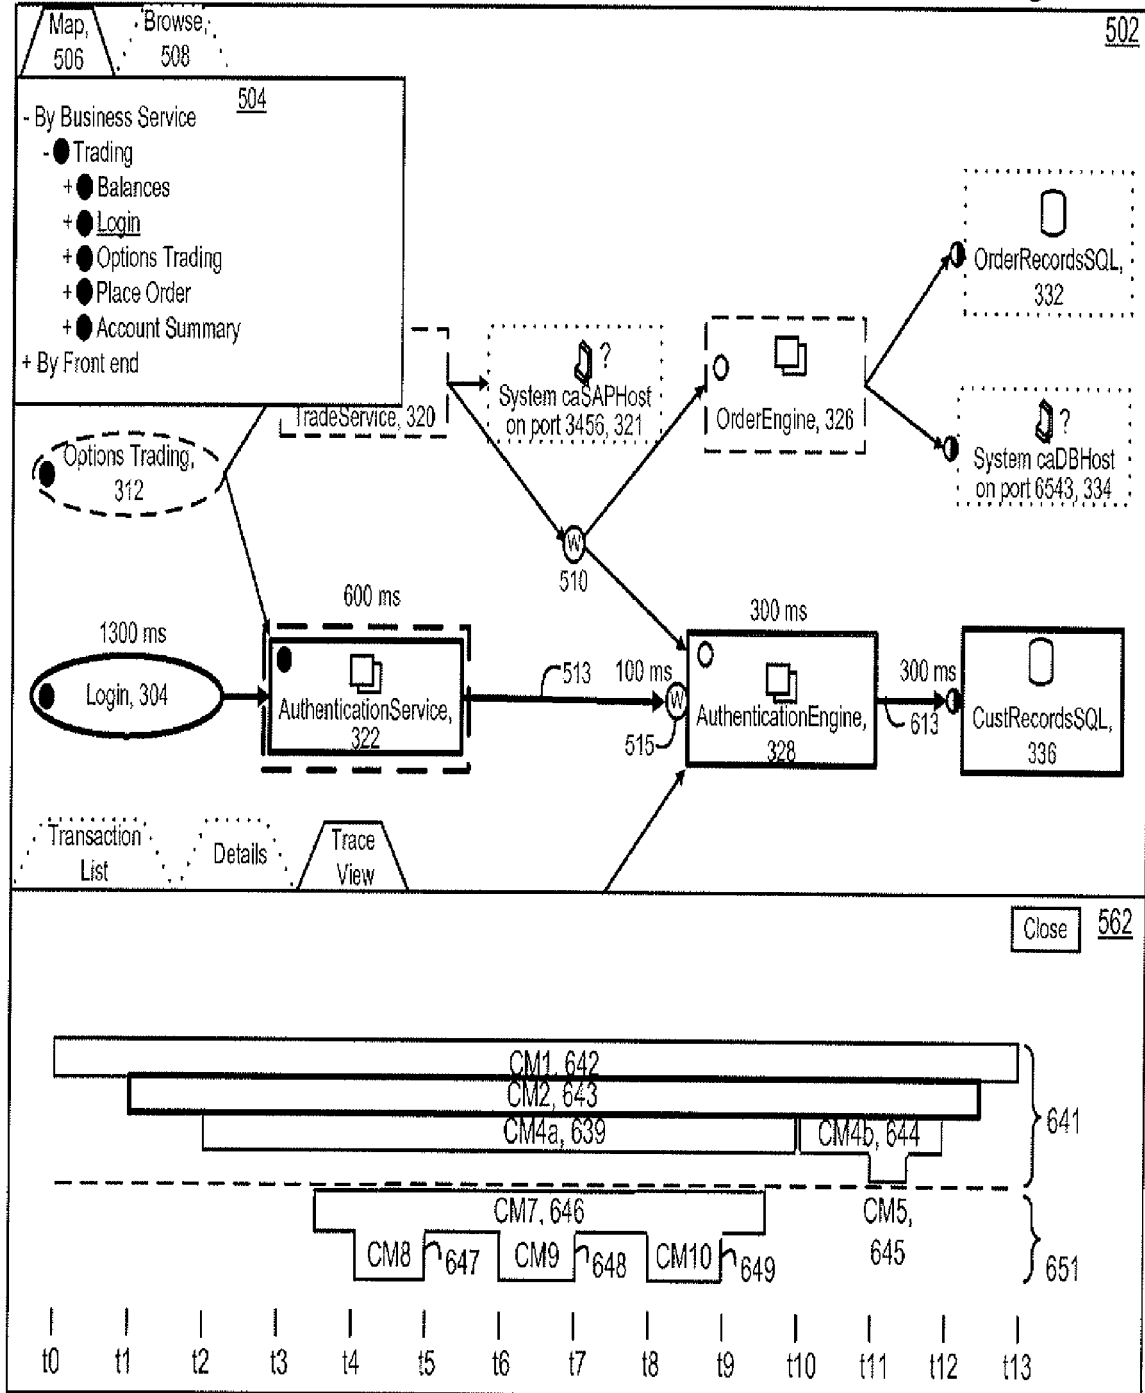 Map,
506
Browse,
508
502
504
- By Business Service
- Trading
+ Balances
+ Login
+ Options Trading
+ Place Order
+ Account Summary
+ By Front end
OrderRecordsSQL,
332
TradeService, 320
?
System caSAPHost
on port 3456, 321
OrderEngine, 326
?
System caDBHost
on port 6543, 334
Options Trading,
312
W
510
600 ms
300 ms
1300 ms
Login, 304
AuthenticationService,
322
513
100 ms
W
515
AuthenticationEngine,
328
300 ms
613
CustRecordsSQL,
336
Transaction
List
Details
Trace
View
Close
562
CM1, 642
CM2, 643
CM4a, 639
CM4b, 644
641
CM7, 646
CM5,
645
CM8
647
CM9
648
CM10
649
651
t0 t1 t2 t3 t4 t5 t6 t7 t8 t9 t10 t11 t12 t13